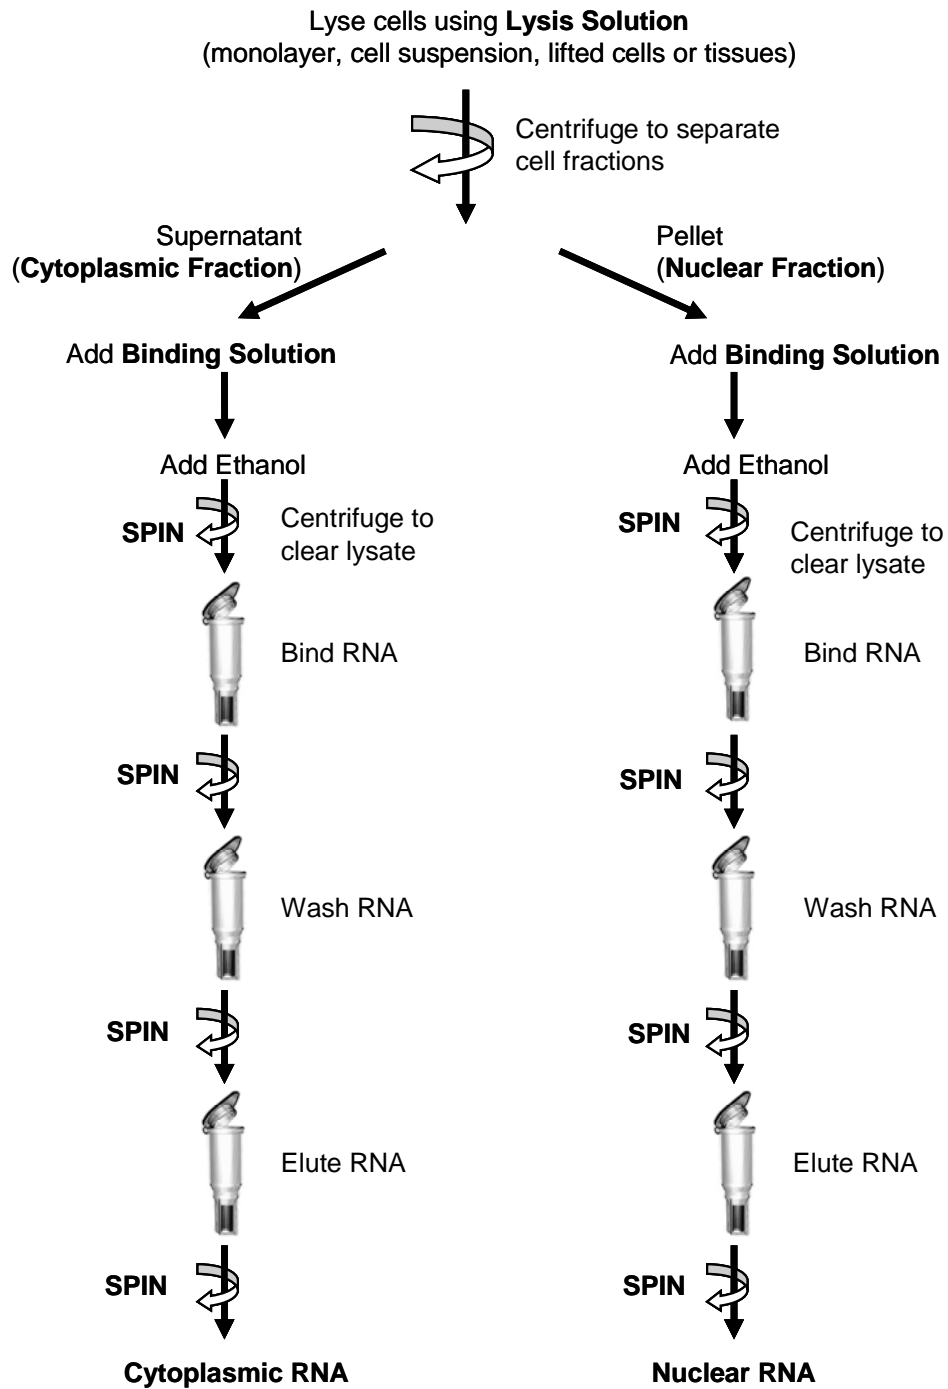 Lyse cells using Lysis Solution
(monolayer, cell suspension, lifted cells or tissues)
Centrifuge to separate
cell fractions
Supernatant
(Cytoplasmic Fraction)
Pellet
(Nuclear Fraction)
Add Binding Solution
Add Binding Solution
Add Ethanol
Add Ethanol
SPIN
Centrifuge to
clear lysate
SPIN
Centrifuge to
clear lysate
Bind RNA
Bind RNA
SPIN
SPIN
Wash RNA
Wash RNA
SPIN
SPIN
Elute RNA
Elute RNA
SPIN
SPIN
Cytoplasmic RNA
Nuclear RNA